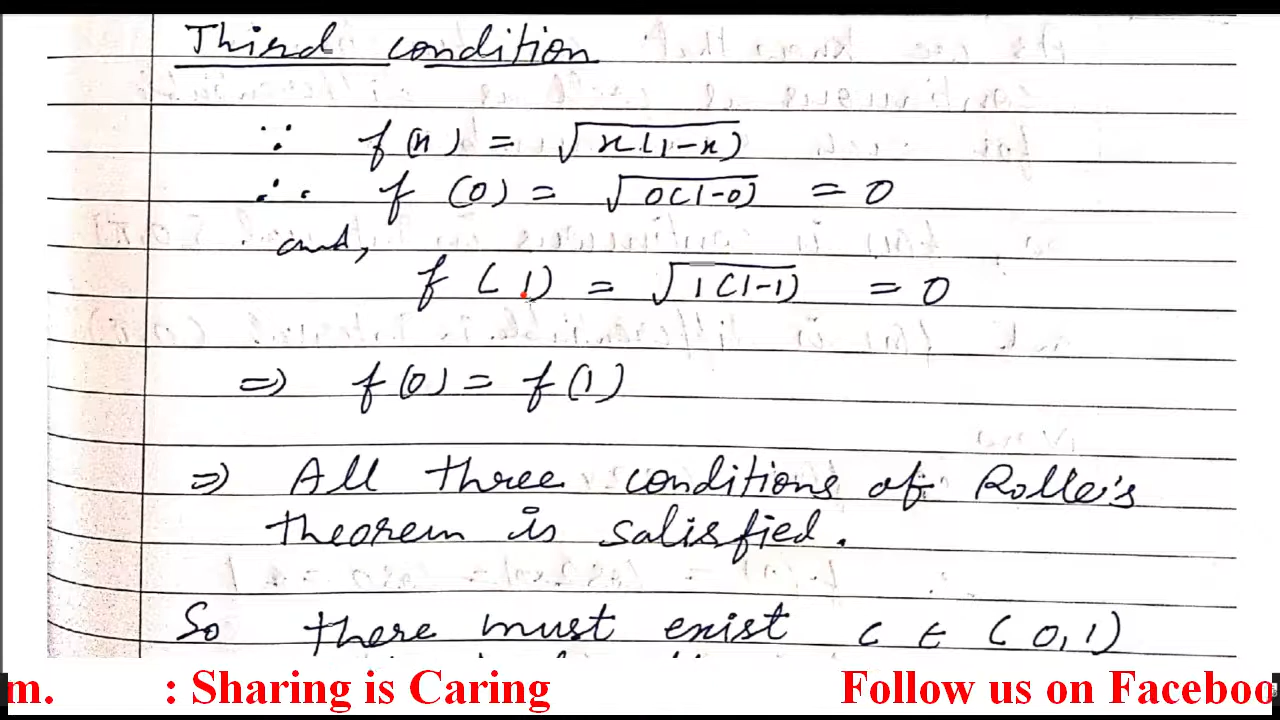 Third condition
∵ f(x) = √x(1-x)
∴ f(0) = √0(1-0) = 0
and,
f(1) = √1(1-1) = 0
⇒ f(0) = f(1)
⇒ All three conditions of Rolle's
theorem is satisfied.
So there must exist c ∈ (0,1)
m. : Sharing is Caring Follow us on Faceboo